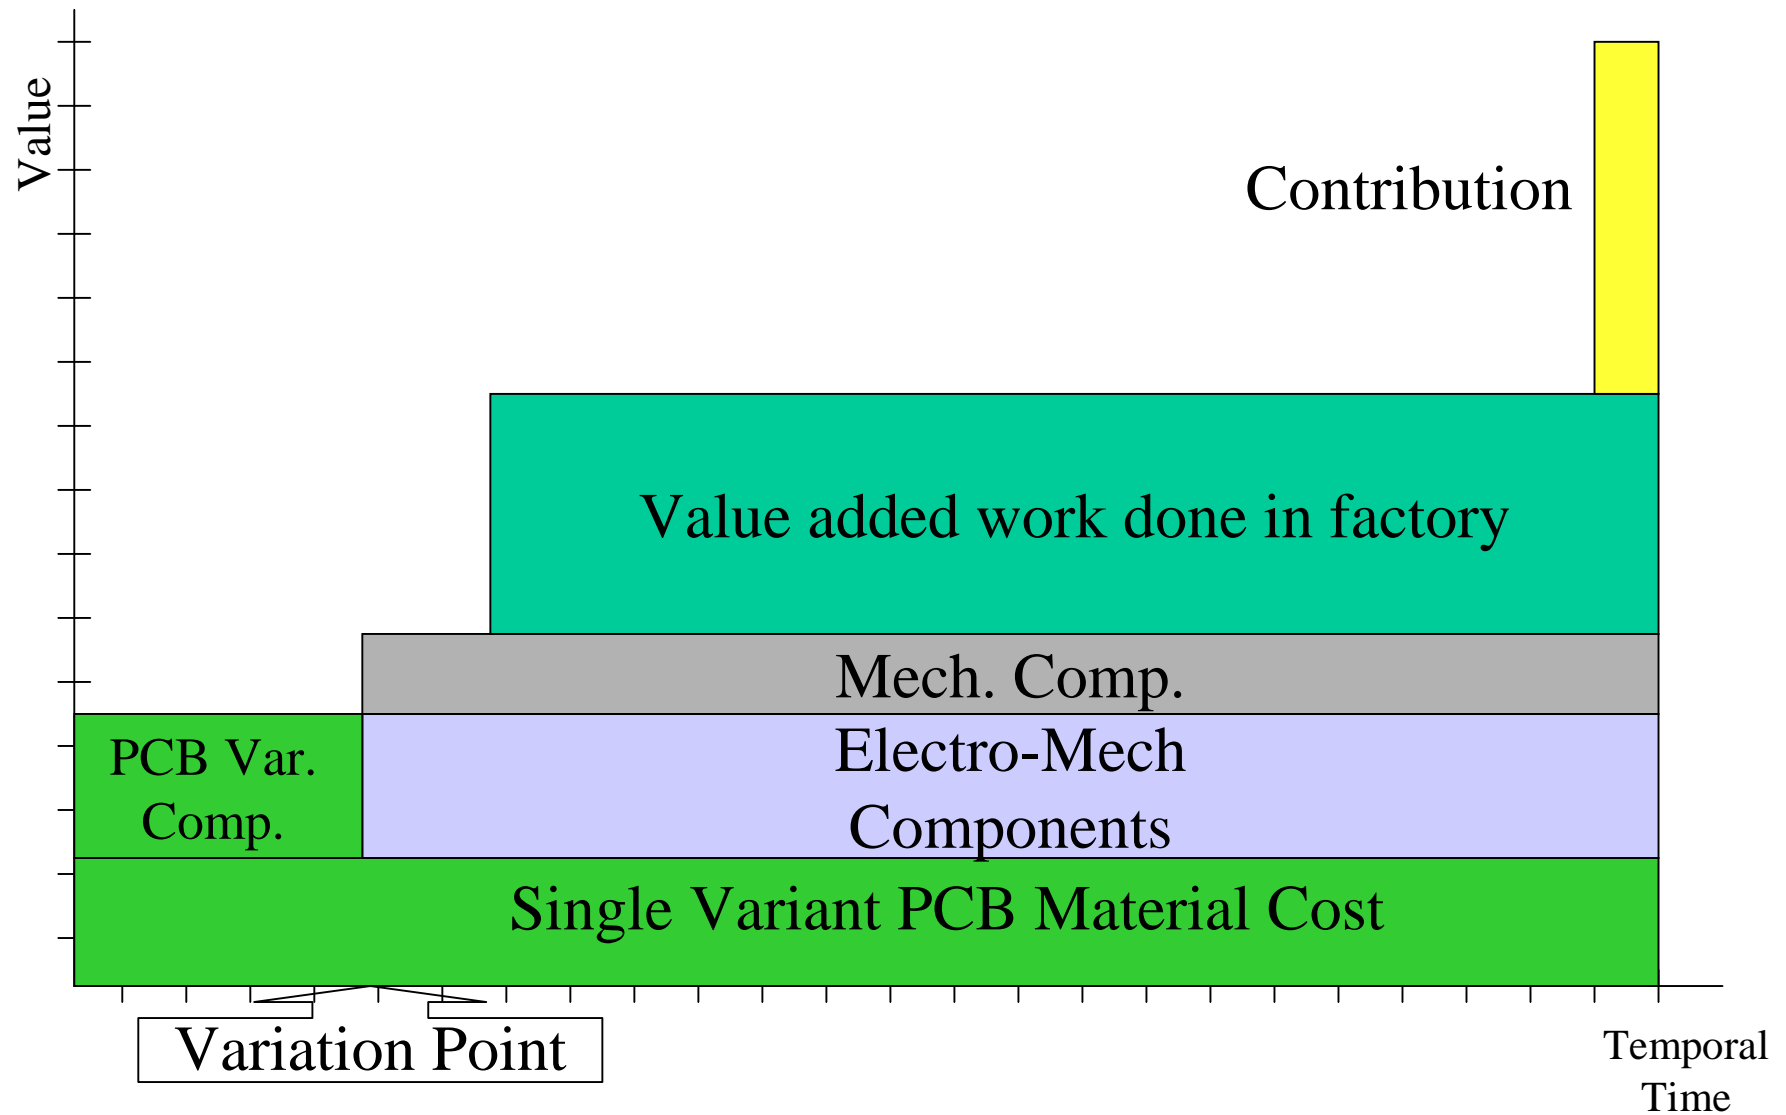 Value
Contribution
Value added work done in factory
Mech. Comp.
PCB Var.
Comp.
Electro-Mech
Components
Single Variant PCB Material Cost
Variation Point
Temporal
Time